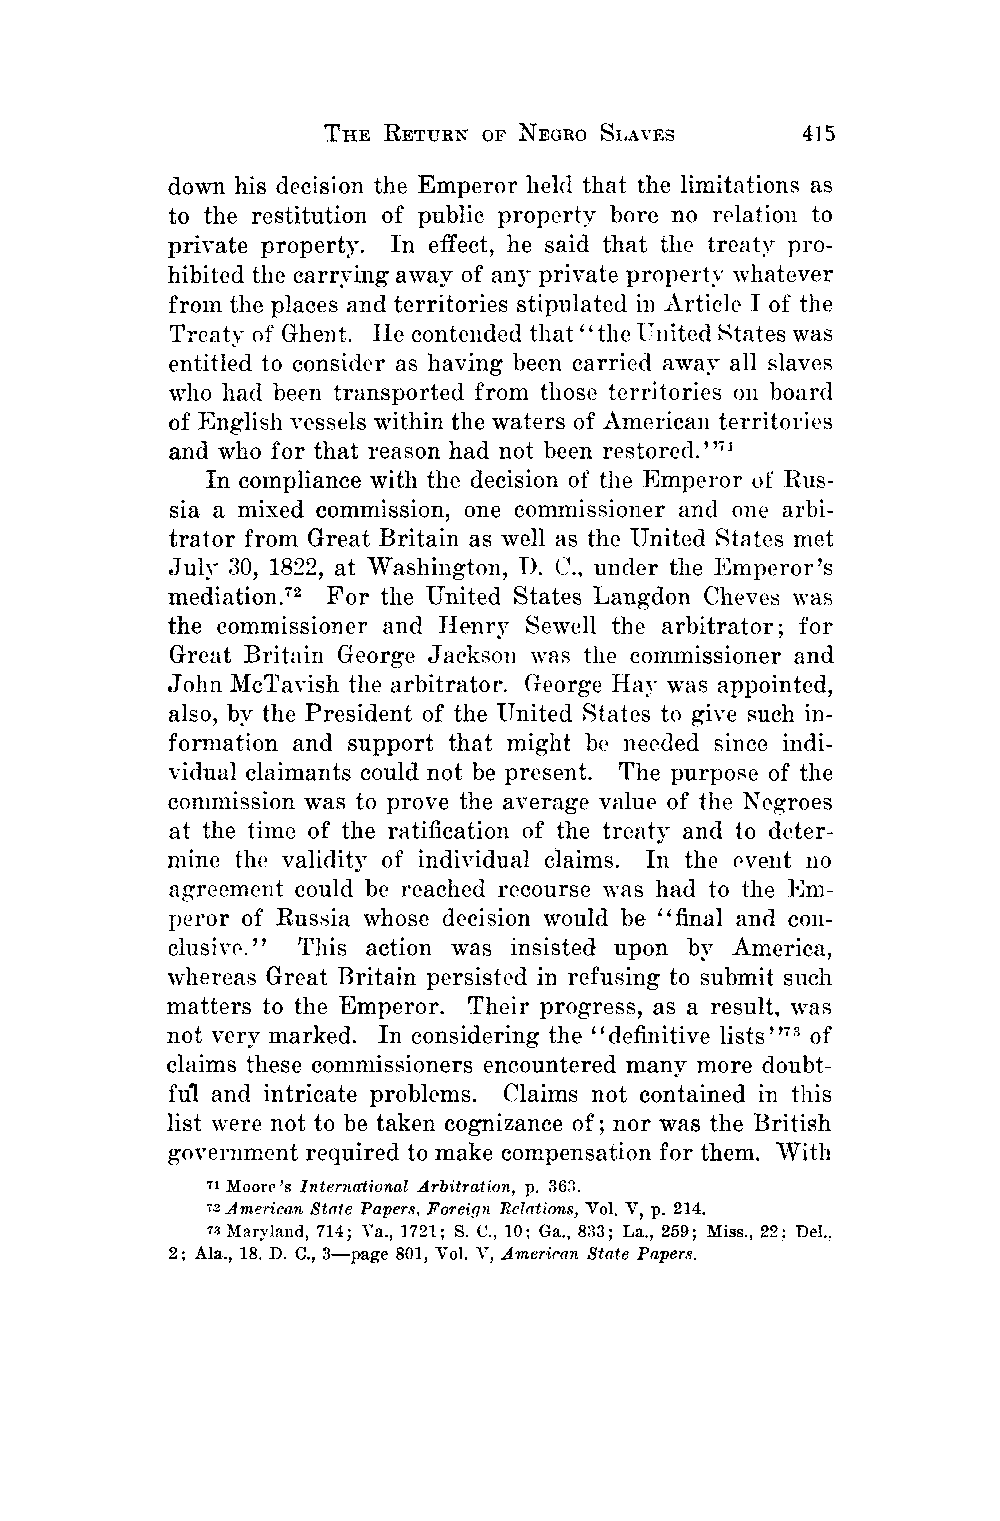 THE RETURN OF NEGRO SLAVES 415
down his decision the Emperor held that the limitations as
to the restitution of public property bore no relation to
private property. In effect, he said that the treaty pro-
hibited the carrying away of any private property whatever
from the places and territories stipulated in Article I of the
Treaty of Ghent. He contended that "the United States was
entitled to consider as having been carried away all slaves
who had been transported from those territories on board
of English vessels within the waters of American territories
and who for that reason had not been restored."71
In compliance with the decision of the Emperor of Rus-
sia a mixed commission, one commissioner and one arbi-
trator from Great Britain as well as the United States met
July 30, 1822, at Washington, D. C., under the Emperor's
mediation.72 For the United States Langdon Cheves was
the commissioner and Henry Sewell the arbitrator; for
Great Britain George Jackson was the commissioner and
John McTavish the arbitrator. George Hay was appointed,
also, by the President of the United States to give such in-
formation and support that might be needed since indi-
vidual claimants could not be present. The purpose of the
commission was to prove the average value of the Negroes
at the time of the ratification of the treaty and to deter-
mine the validity of individual claims. In the event no
agreement could be reached recourse was had to the Em-
peror of Russia whose decision would be "final and con-
clusive." This action was insisted upon by America,
whereas Great Britain persisted in refusing to submit such
matters to the Emperor. Their progress, as a result, was
not very marked. In considering the "definitive lists"73 of
claims these commissioners encountered many more doubt-
ful and intricate problems. Claims not contained in this
list were not to be taken cognizance of; nor was the British
government required to make compensation for them. With
71 Moore's International Arbitration, p. 363.
72 American State Papers, Foreign Relations, Vol. V, p. 214.
73 Maryland, 714; Va., 1721; S. C., 10; Ga., 833; La., 259; Miss., 22; Del.,
2; Ala., 18. D. C., 3—page 801, Vol. V, American State Papers.